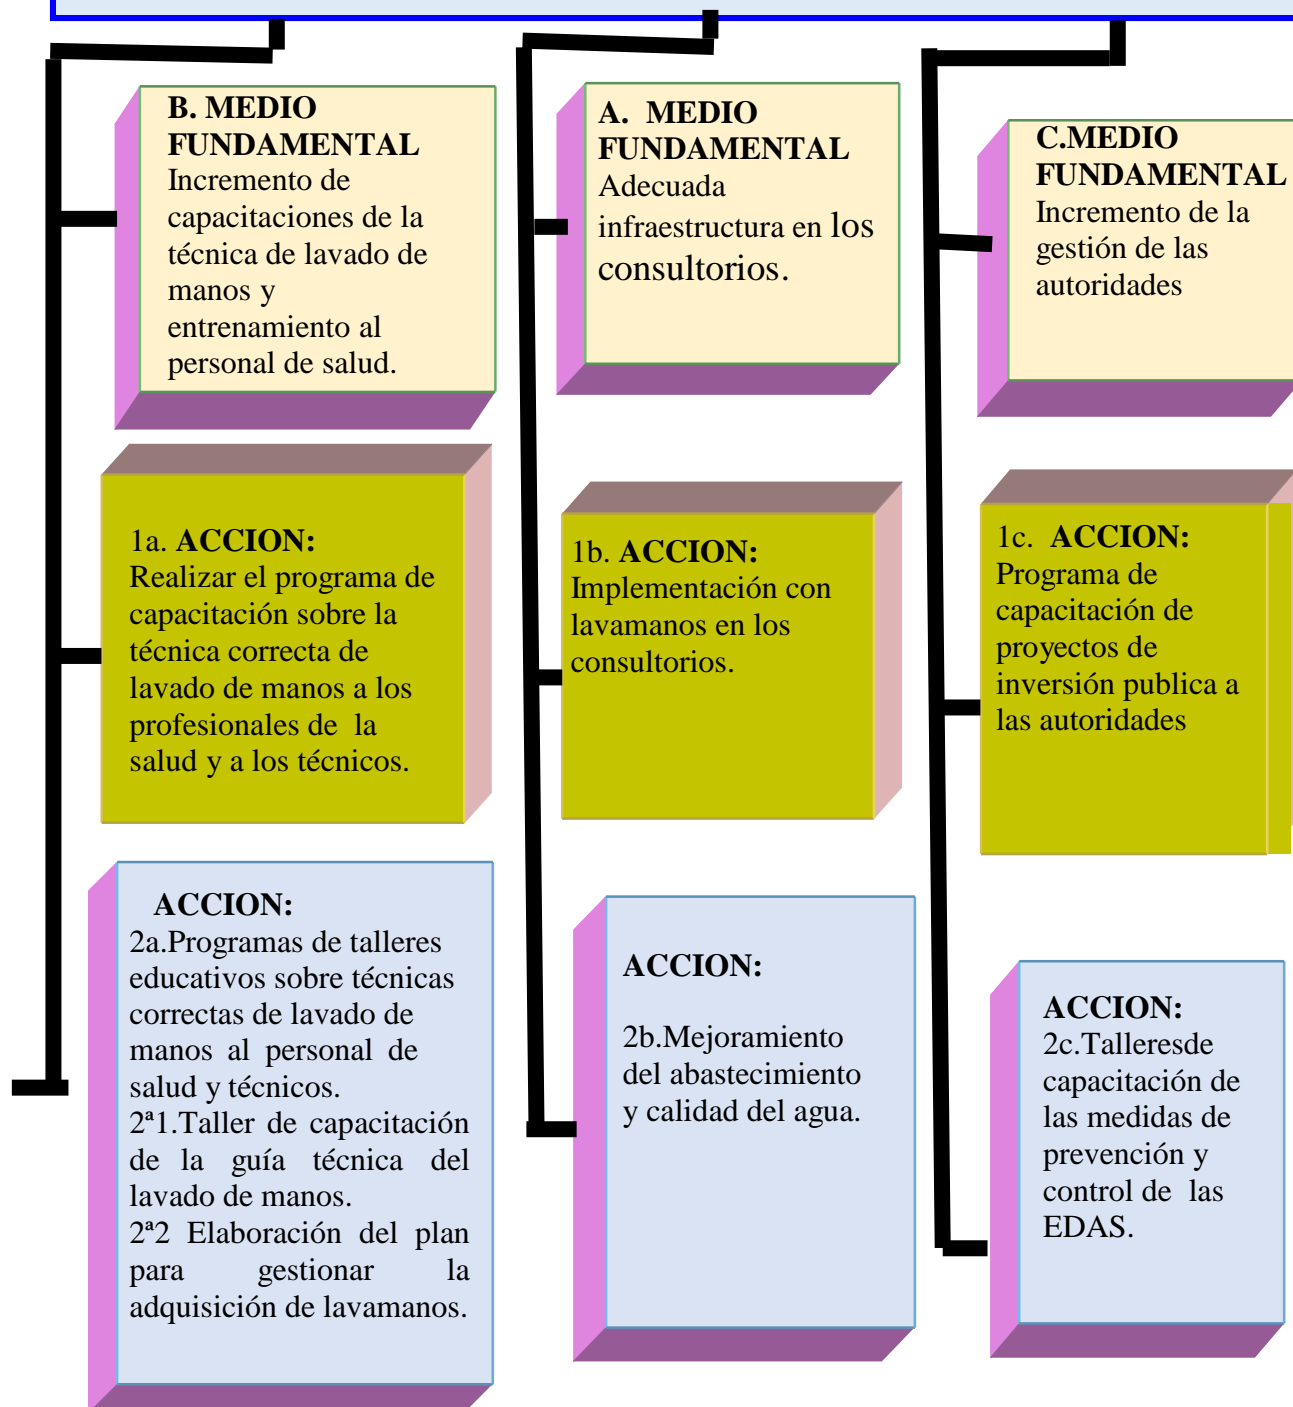 B. MEDIO
FUNDAMENTAL
Incremento de
capacitaciones de la
técnica de lavado de
manos y
entrenamiento al
personal de salud.
A. MEDIO
FUNDAMENTAL
Adecuada
infraestructura en los
consultorios.
C.MEDIO
FUNDAMENTAL
Incremento de la
gestión de las
autoridades
1a. ACCION:
Realizar el programa de
capacitación sobre la
técnica correcta de
lavado de manos a los
profesionales de la
salud y a los técnicos.
1b. ACCION:
Implementación con
lavamanos en los
consultorios.
1c. ACCION:
Programa de
capacitación de
proyectos de
inversión publica a
las autoridades
ACCION:
2a.Programas de talleres
educativos sobre técnicas
correctas de lavado de
manos al personal de
salud y técnicos.
2ª1.Taller de capacitación
de la guía técnica del
lavado de manos.
2ª2 Elaboración del plan
para gestionar la
adquisición de lavamanos.
ACCION:
2b.Mejoramiento
del abastecimiento
y calidad del agua.
ACCION:
2c.Talleresde
capacitación de
las medidas de
prevención y
control de las
EDAS.